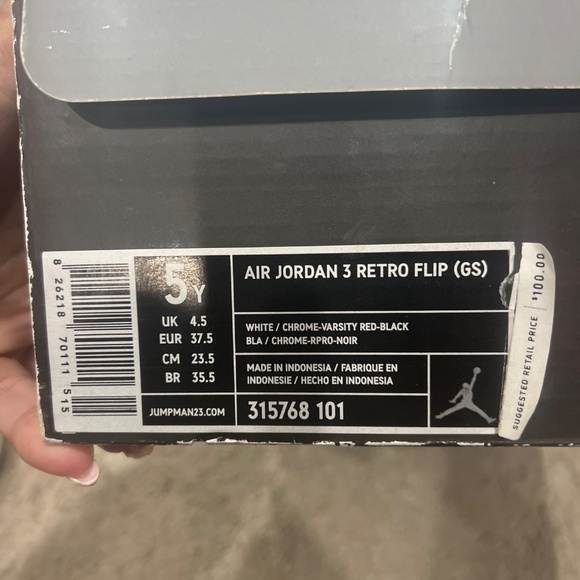 8 26218 70111 515
5Y
UK 4.5
EUR 37.5
CM 23.5
BR 35.5
JUMPMAN23.COM
AIR JORDAN 3 RETRO FLIP (GS)
WHITE / CHROME-VARSITY RED-BLACK
BLA / CHROME-RPRO-NOIR
MADE IN INDONESIA / FABRIQUE EN
INDONESIE / HECHO EN INDONESIA
315768 101
SUGGESTED RETAIL PRICE $100.00